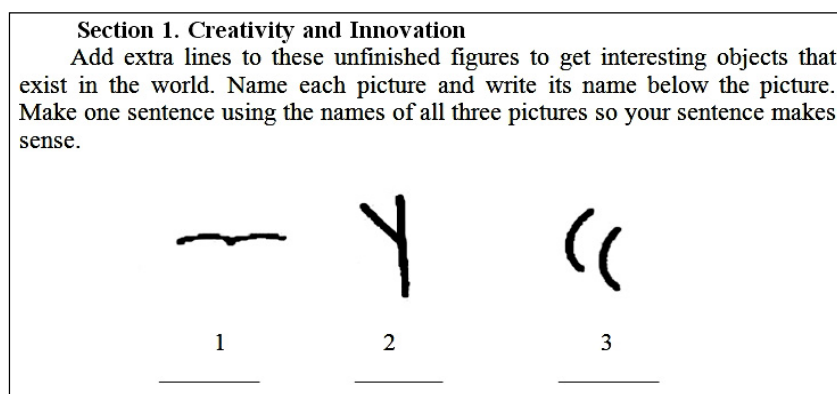 Section 1. Creativity and Innovation
Add extra lines to these unfinished figures to get interesting objects that
exist in the world. Name each picture and write its name below the picture.
Make one sentence using the names of all three pictures so your sentence makes
sense.
1 2 3